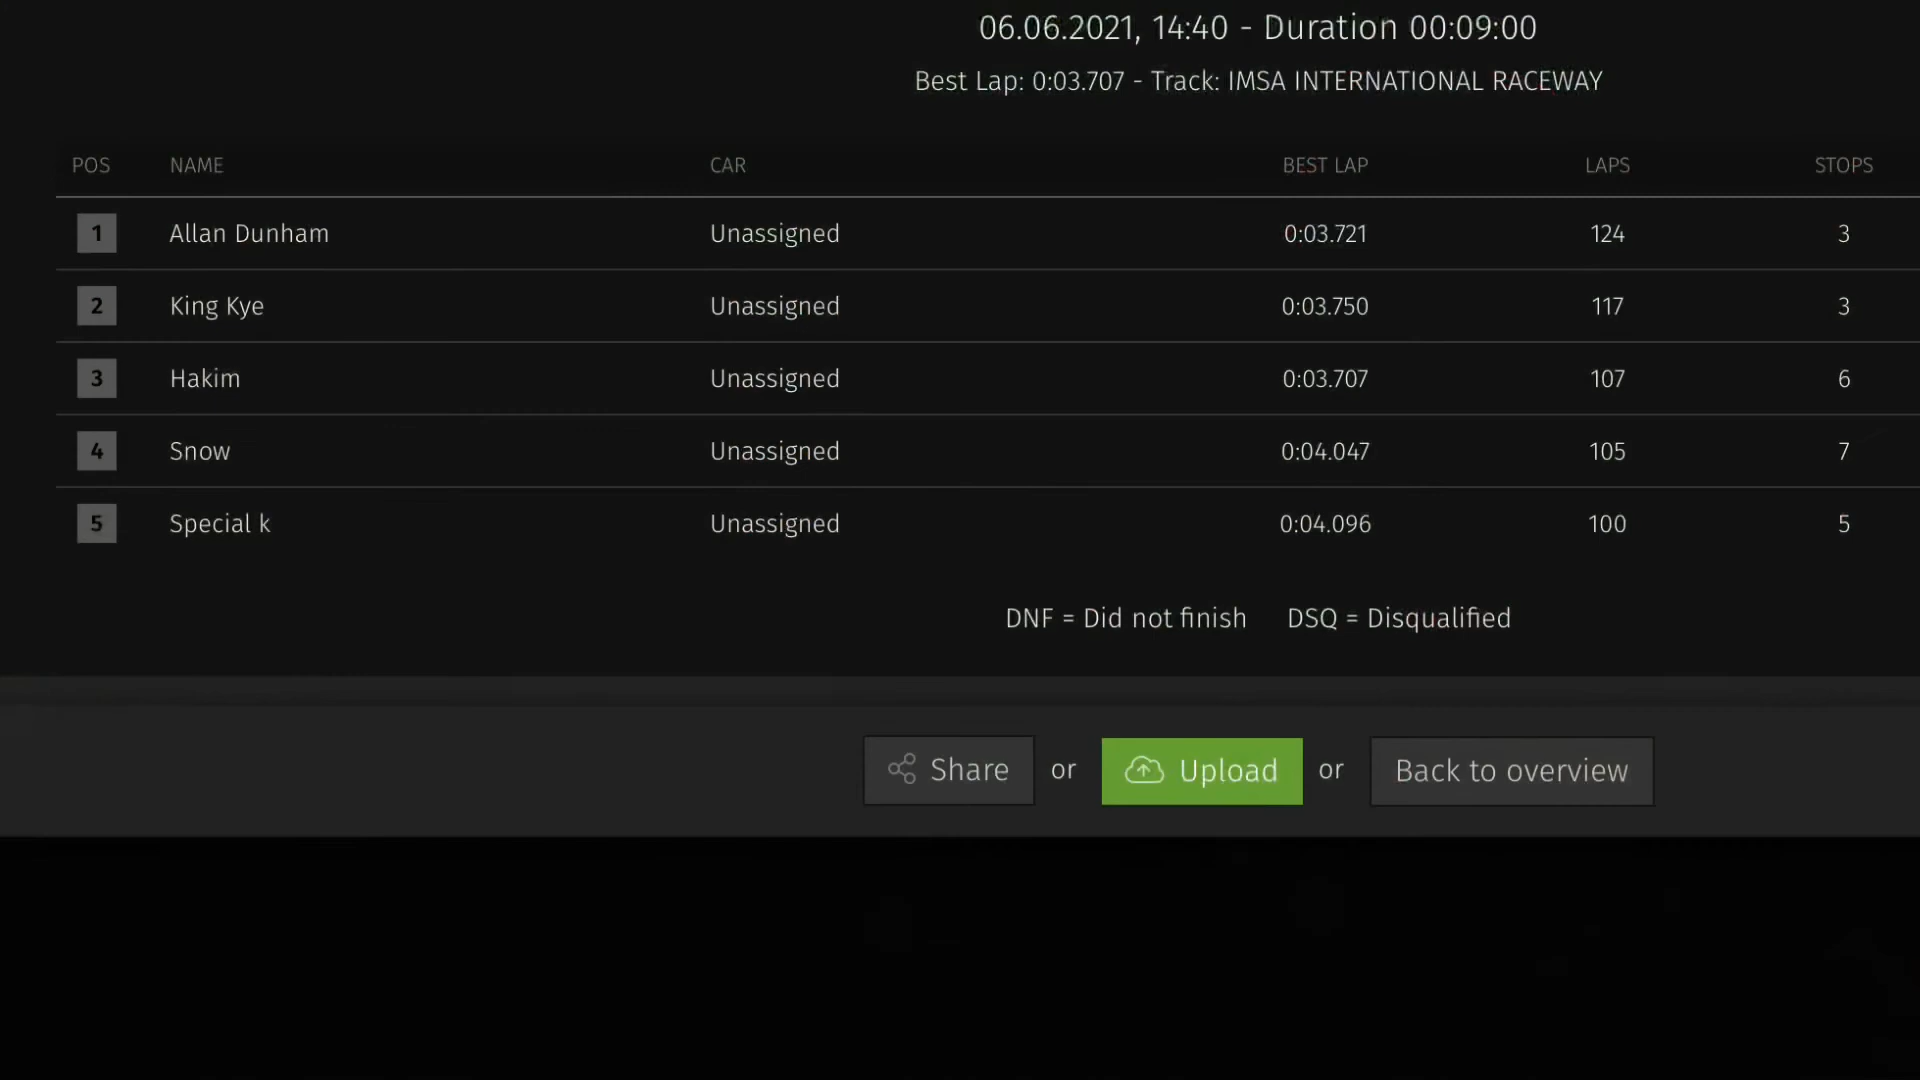 06.06.2021, 14:40 - Duration 00:09:00
Best Lap: 0:03.707 - Track: IMSA INTERNATIONAL RACEWAY
POS NAME CAR BEST LAP LAPS STOPS
1 Allan Dunham Unassigned 0:03.721 124 3
2 King Kye Unassigned 0:03.750 117 3
3 Hakim Unassigned 0:03.707 107 6
4 Snow Unassigned 0:04.047 105 7
5 Special k Unassigned 0:04.096 100 5
DNF = Did not finish DSQ = Disqualified
Share or Upload or Back to overview